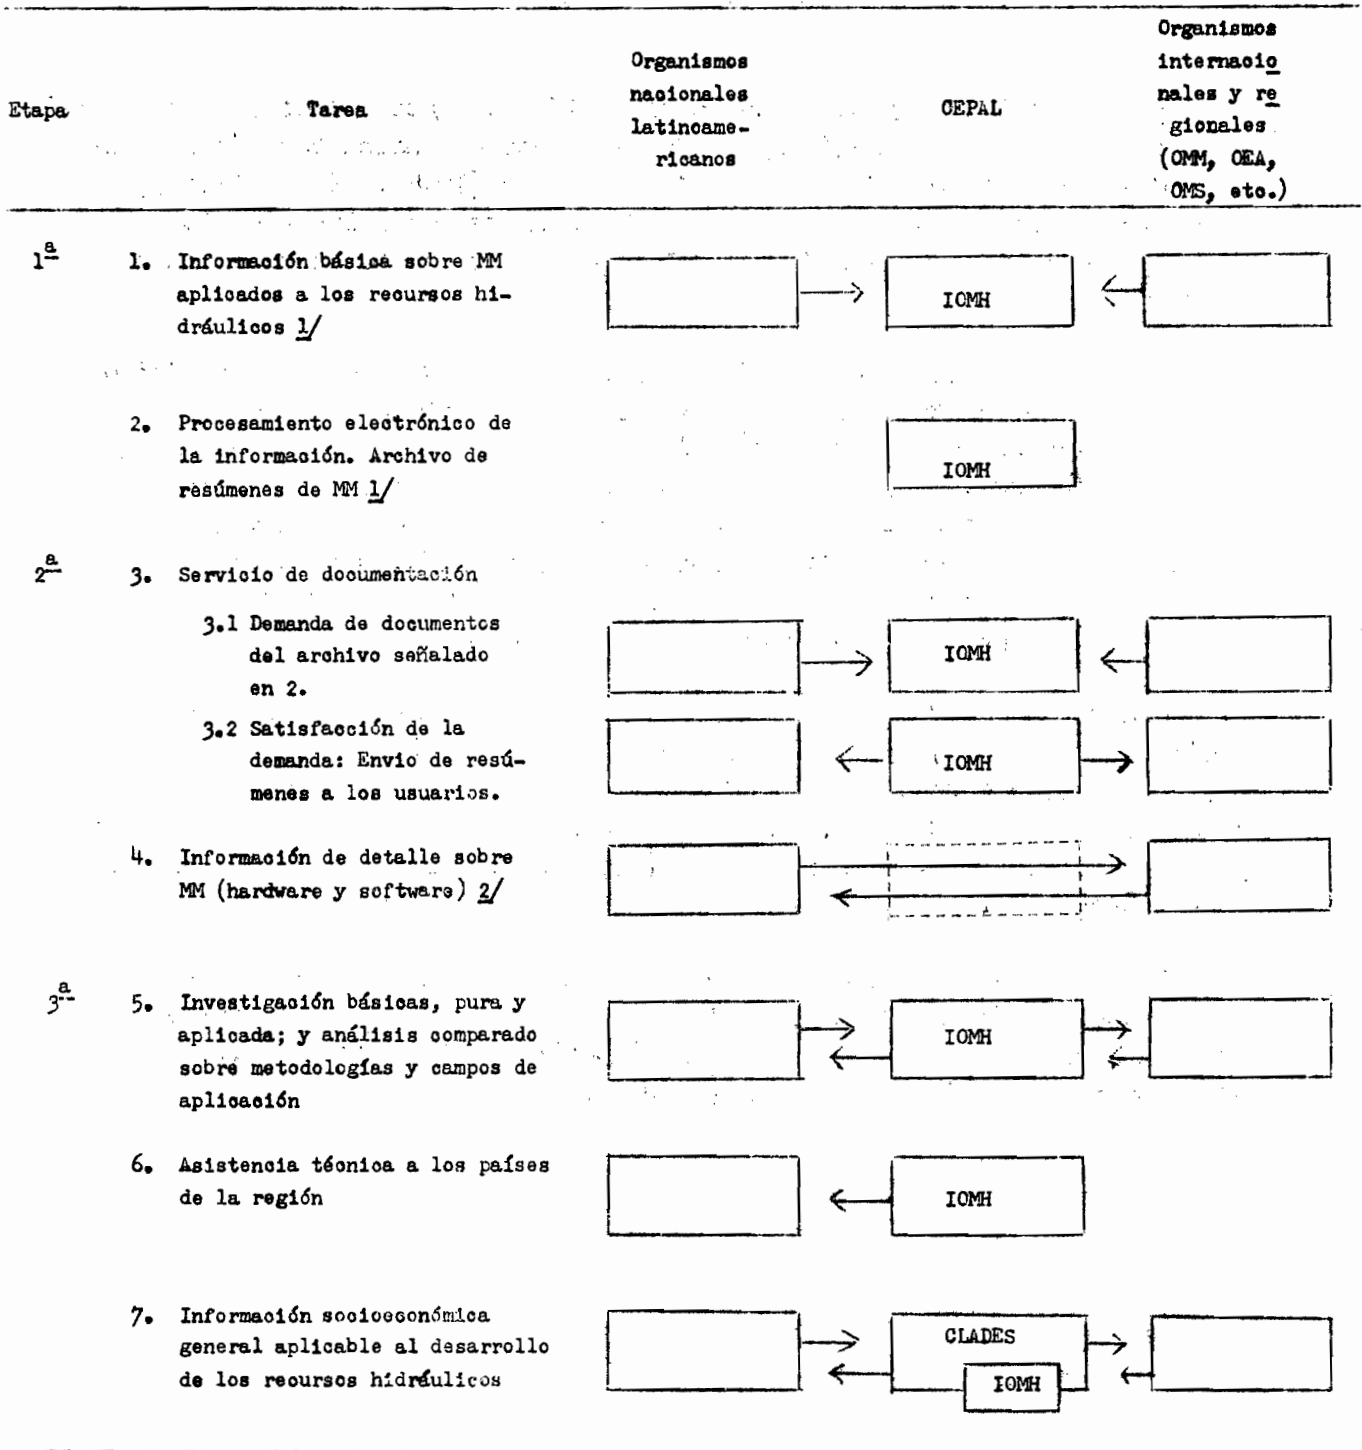 Etapa
Tarea
Organismos
nacionales
latinoame-
ricanos
CEPAL
Organismos
internacio
nales y re
gionales
(OMM, OEA,
OMS, etc.)
1a 1. Información básica sobre MM
aplicados a los recursos hi-
dráulicos 1/
IOMH
2. Procesamiento electrónico de
la información. Archivo de
resúmenes de MM 1/
IOMH
2a 3. Servicio de documentación
3.1 Demanda de documentos
del archivo señalado
en 2.
IOMH
3.2 Satisfacción de la
demanda: Envio de resú-
menes a los usuarios.
IOMH
4. Información de detalle sobre
MM (hardware y software) 2/
3a 5. Investigación básicas, pura y
aplicada; y análisis comparado
sobre metodologías y campos de
aplicación
IOMH
6. Asistencia técnica a los países
de la región
IOMH
7. Información socioeconómica
general aplicable al desarrollo
de los recursos hidráulicos
CLADES
IOMH